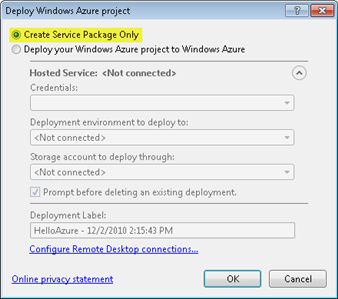 Deploy Windows Azure project
Create Service Package Only
Deploy your Windows Azure project to Windows Azure
Hosted Service: <Not connected>
Credentials:
Deployment environment to deploy to:
<Not connected>
Storage account to deploy through:
<Not connected>
Prompt before deleting an existing deployment.
Deployment Label:
HelloAzure - 12/2/2010 2:15:43 PM
Configure Remote Desktop connections...
Online privacy statement
OK
Cancel